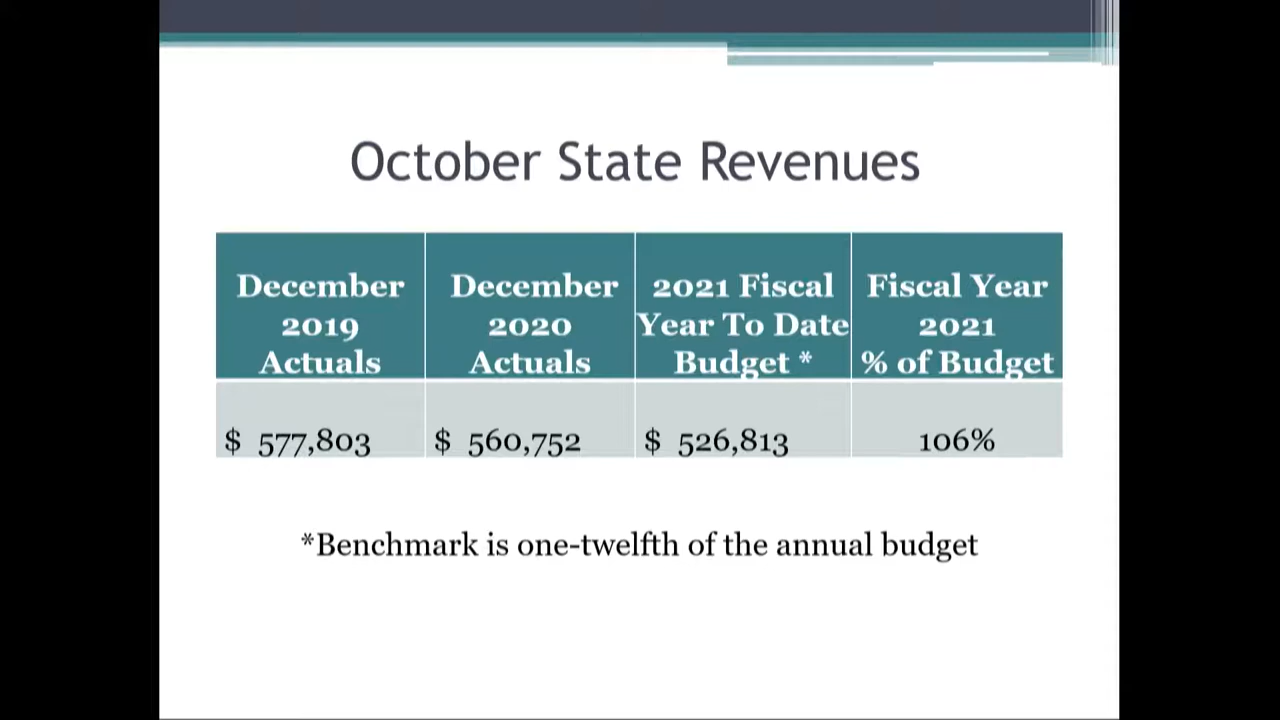 October State Revenues
December 2019 Actuals
December 2020 Actuals
2021 Fiscal Year To Date Budget *
Fiscal Year 2021 % of Budget
$ 577,803
$ 560,752
$ 526,813
106%
*Benchmark is one-twelfth of the annual budget